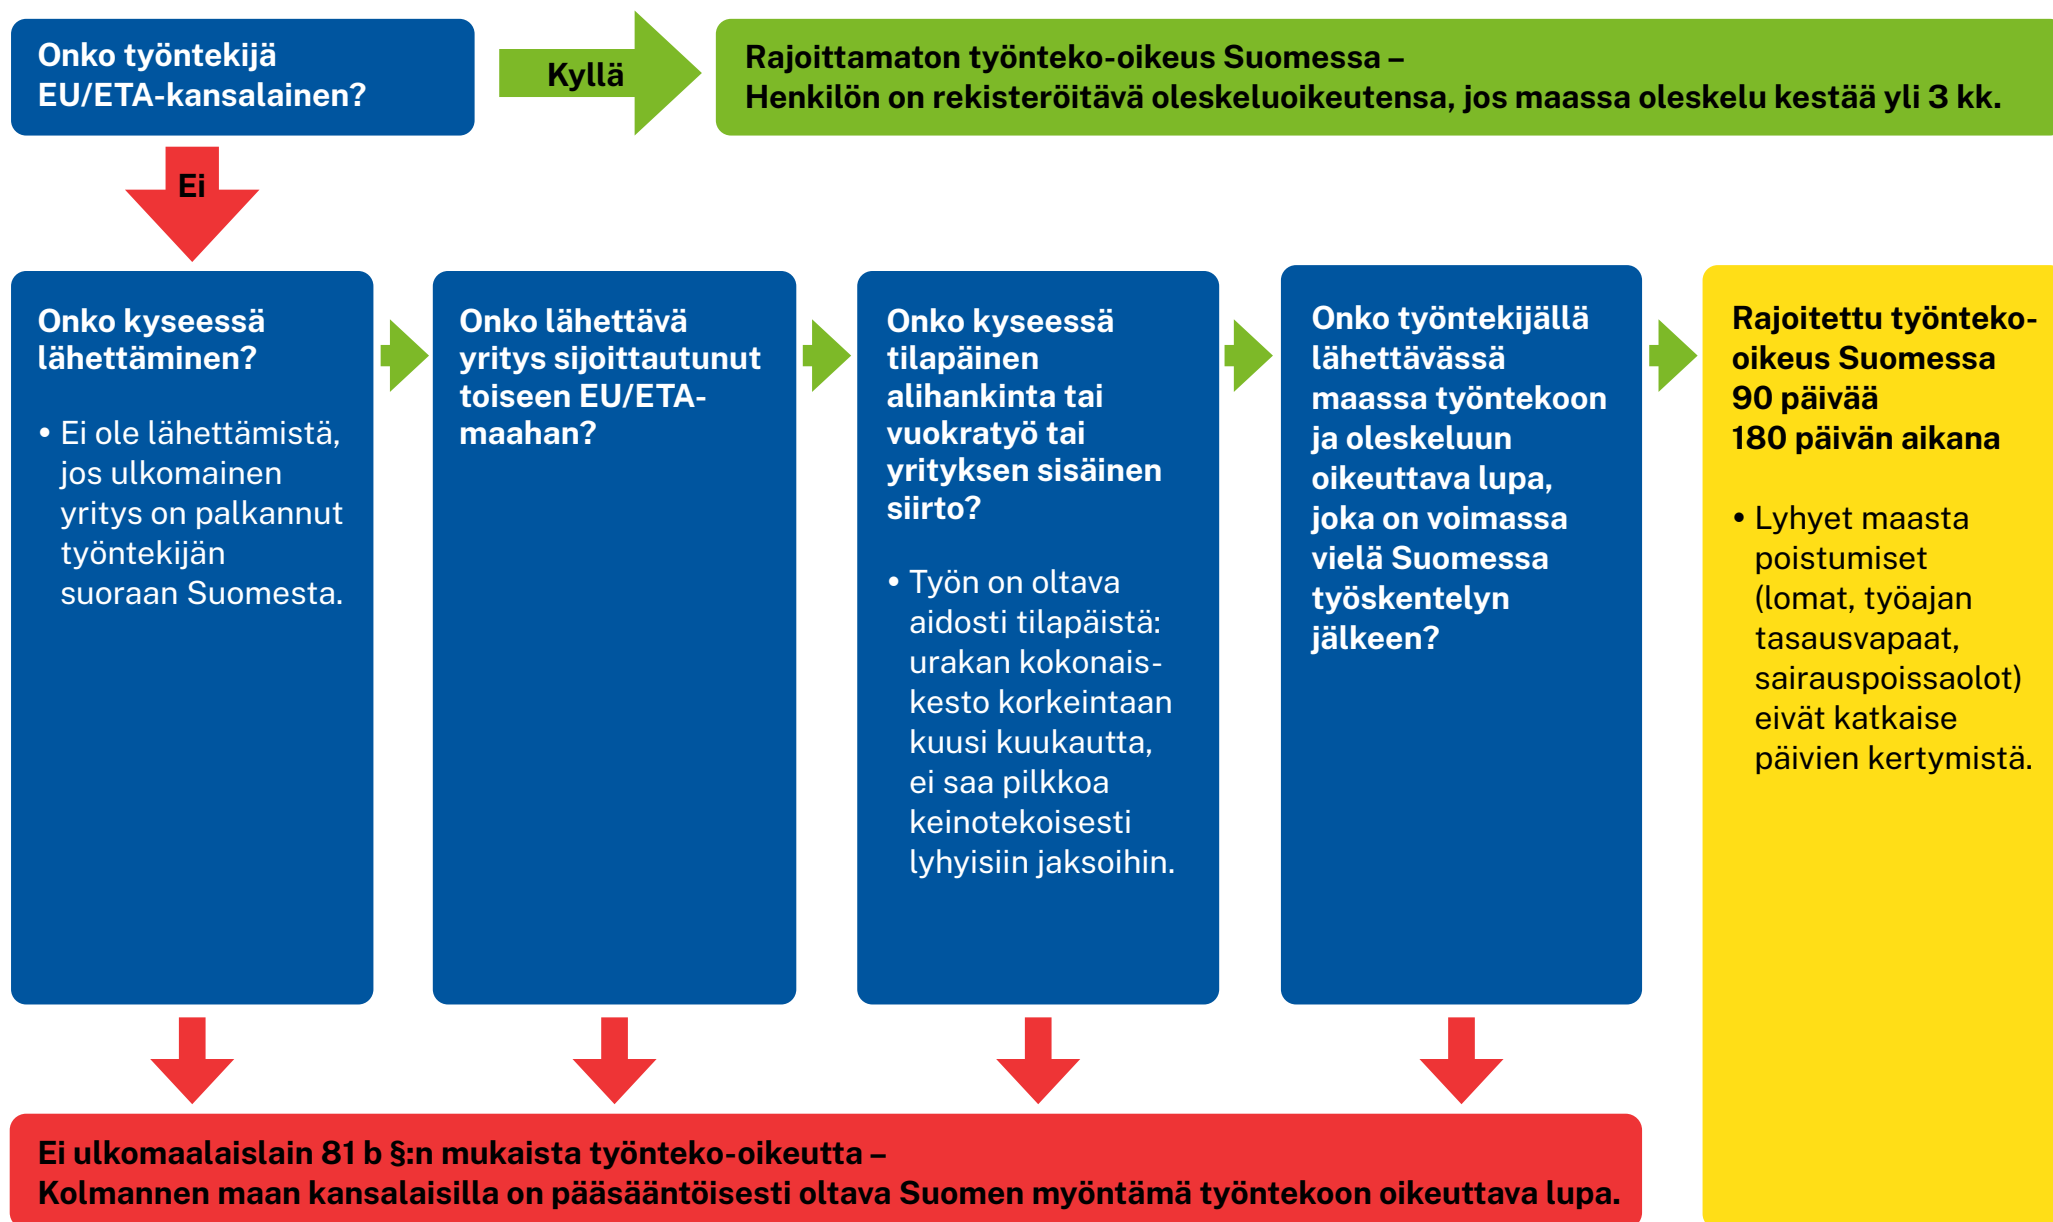 Onko työntekijä
EU/ETA-kansalainen?
Kyllä
Rajoittamaton työnteko-oikeus Suomessa –
Henkilön on rekisteröitävä oleskeluoikeutensa, jos maassa oleskelu kestää yli 3 kk.
Ei
Onko kyseessä
lähettäminen?
• Ei ole lähettämistä,
jos ulkomainen
yritys on palkannut
työntekijän
suoraan Suomesta.
Onko lähettävä
yritys sijoittautunut
toiseen EU/ETA-
maahan?
Onko kyseessä
tilapäinen
alihankinta tai
vuokratyö tai
yrityksen sisäinen
siirto?
• Työn on oltava
aidosti tilapäistä:
urakan kokonais-
kesto korkeintaan
kuusi kuukautta,
ei saa pilkkoa
keinotekoisesti
lyhyisiin jaksoihin.
Onko työntekijällä
lähettävässä
maassa työntekoon
ja oleskeluun
oikeuttava lupa,
joka on voimassa
vielä Suomessa
työskentelyn
jälkeen?
Rajoitettu työnteko-
oikeus Suomessa
90 päivää
180 päivän aikana
• Lyhyet maasta
poistumiset
(lomat, työajan
tasausvapaat,
sairauspoissaolot)
eivät katkaise
päivien kertymistä.
Ei ulkomaalaislain 81 b §:n mukaista työnteko-oikeutta –
Kolmannen maan kansalaisilla on pääsääntöisesti oltava Suomen myöntämä työntekoon oikeuttava lupa.